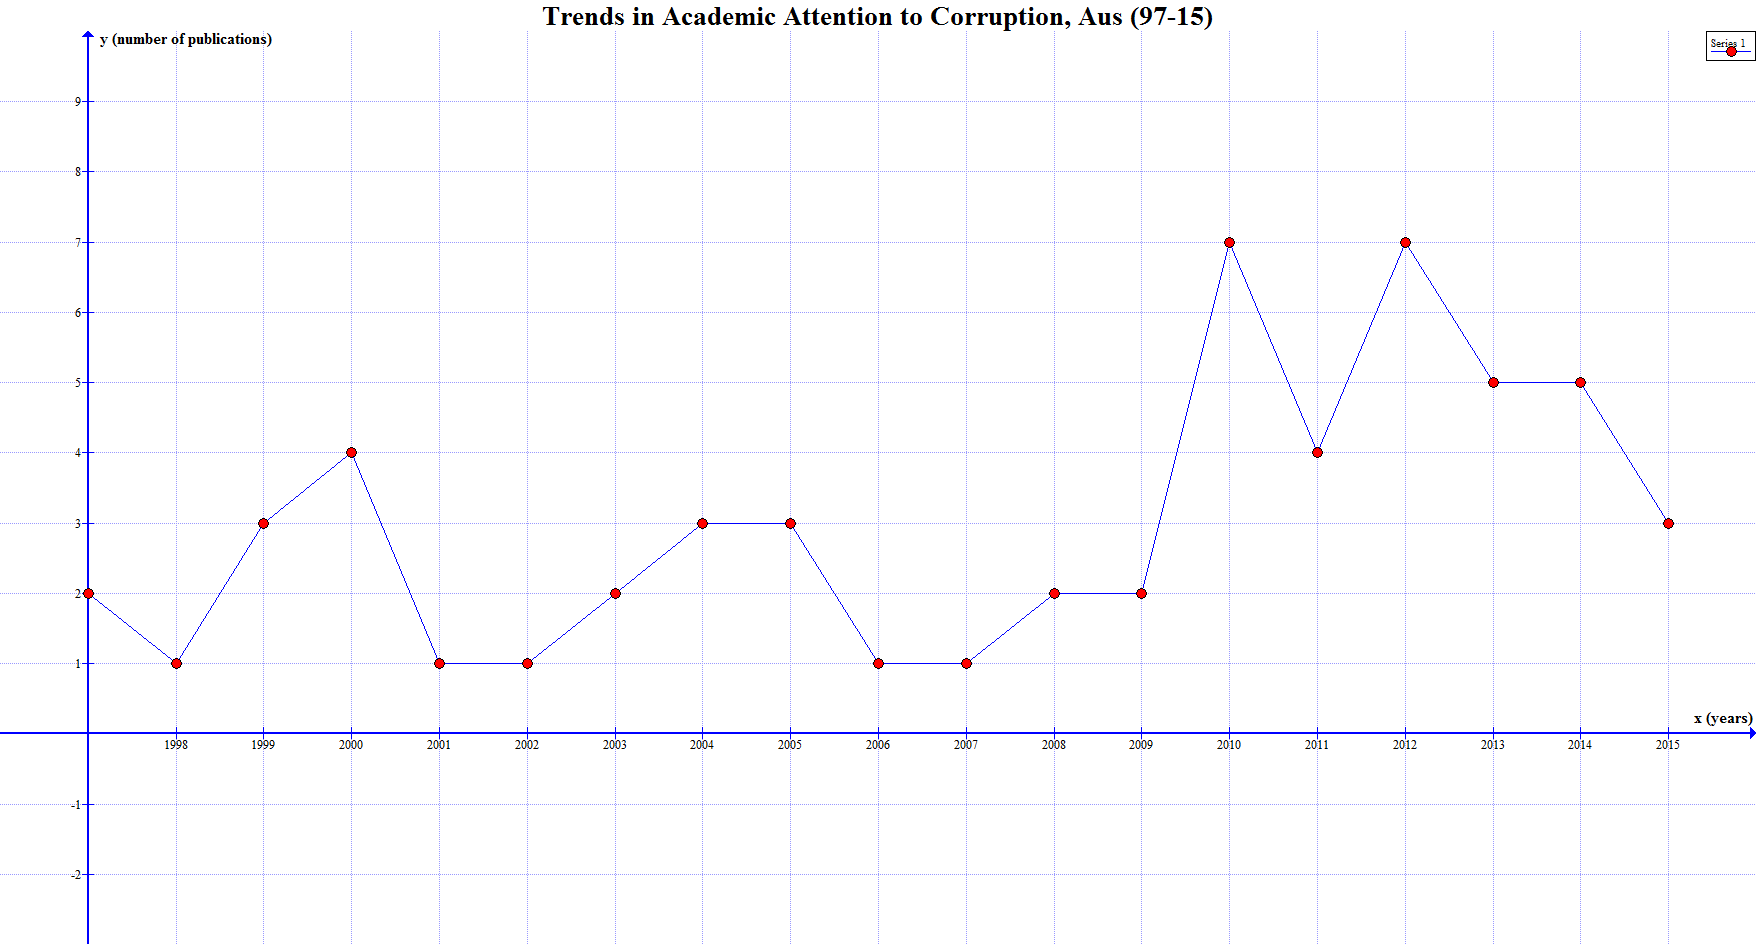 Trends in Academic Attention to Corruption, Aus (97-15)
y (number of publications)
Series 1
9
8
7
6
5
4
3
2
1
x (years)
1998 1999 2000 2001 2002 2003 2004 2005 2006 2007 2008 2009 2010 2011 2012 2013 2014 2015
-1
-2